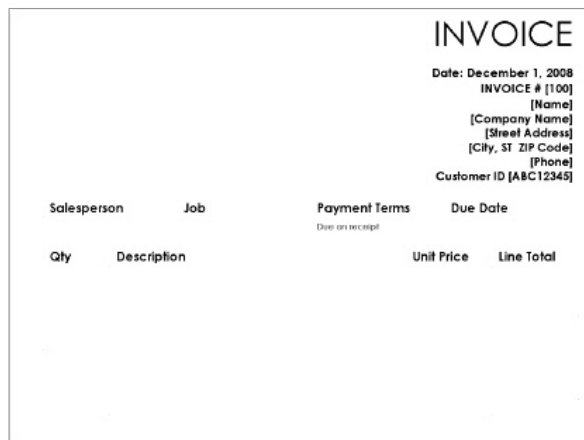 INVOICE
Date: December 1, 2008
INVOICE # [100]
[Name]
[Company Name]
[Street Address]
[City, ST  ZIP Code]
[Phone]
Customer ID [ABC12345]
Salesperson Job Payment Terms Due Date
Due on receipt
Qty Description Unit Price Line Total